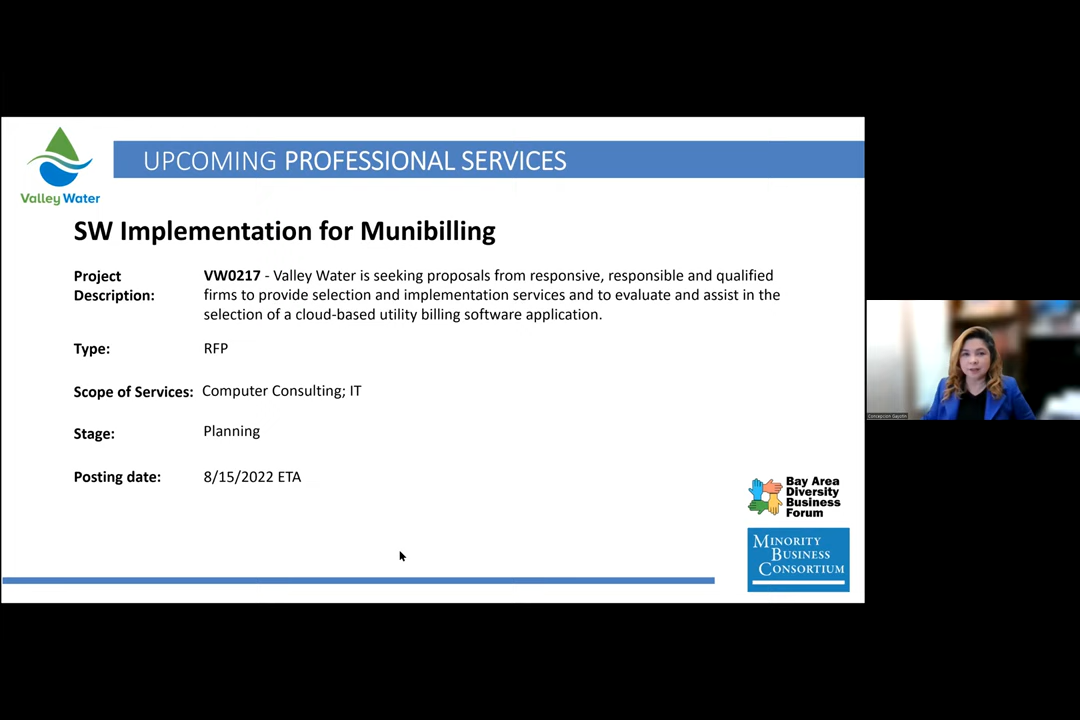 UPCOMING PROFESSIONAL SERVICES
Valley Water
SW Implementation for Munibilling
Project
Description:
VW0217 - Valley Water is seeking proposals from responsive, responsible and qualified
firms to provide selection and implementation services and to evaluate and assist in the
selection of a cloud-based utility billing software application.
Type:
RFP
Scope of Services:
Computer Consulting; IT
Stage:
Planning
Posting date:
8/15/2022 ETA
Bay Area
Diversity
Business
Forum
MINORITY
BUSINESS
CONSORTIUM
Concepcion Gayotin